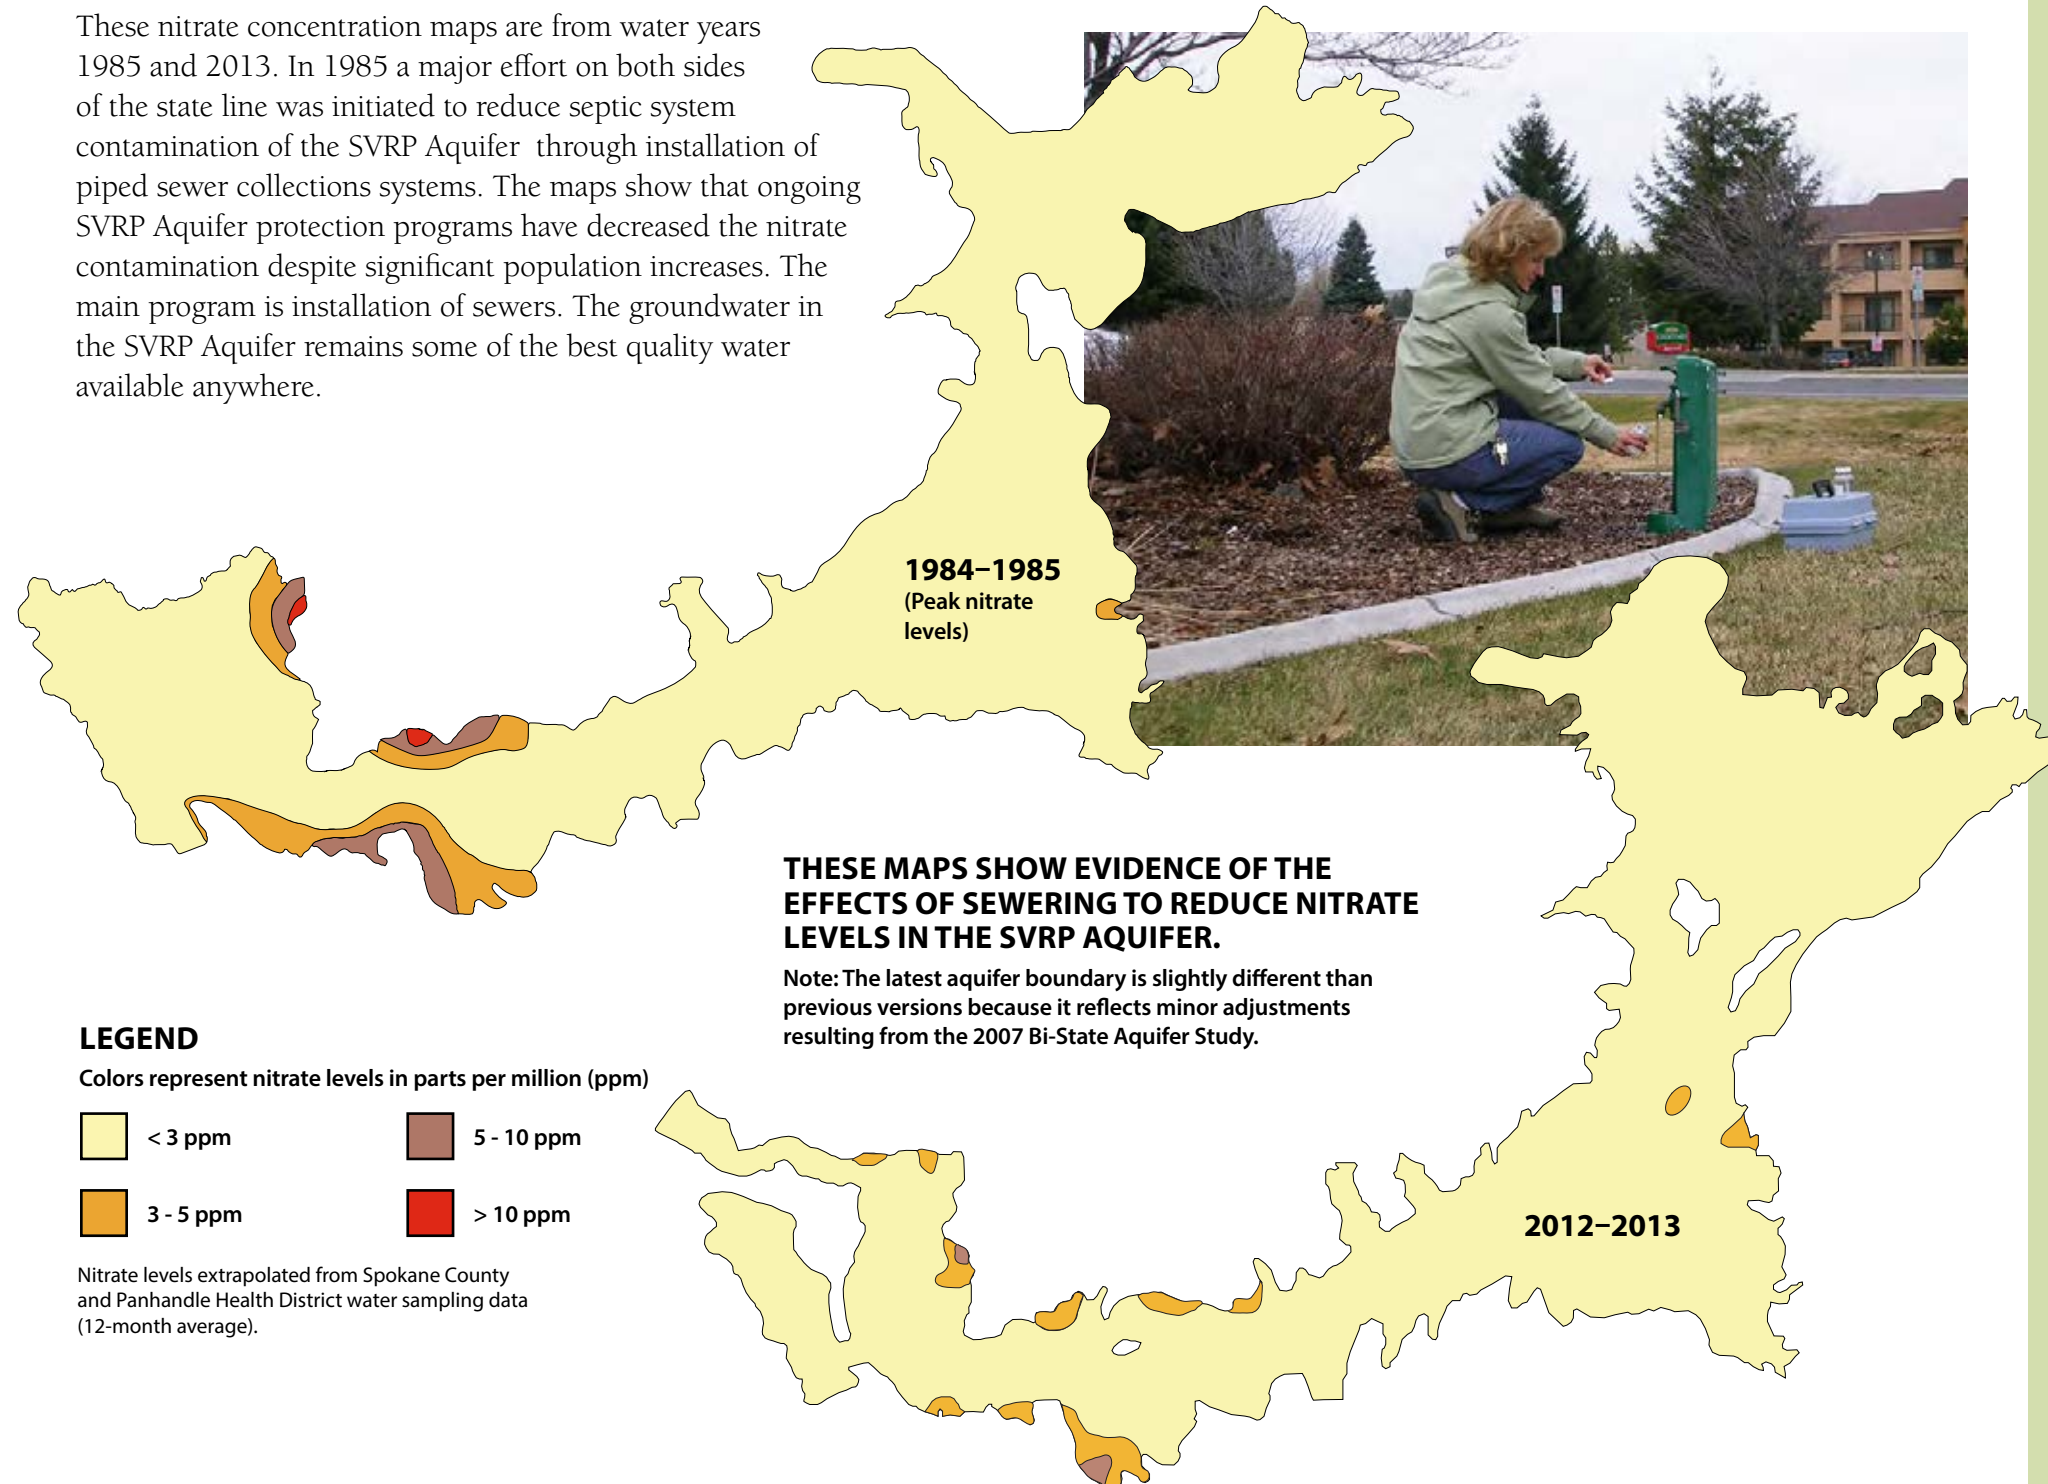 These nitrate concentration maps are from water years
1985 and 2013. In 1985 a major effort on both sides
of the state line was initiated to reduce septic system
contamination of the SVRP Aquifer through installation of
piped sewer collections systems. The maps show that ongoing
SVRP Aquifer protection programs have decreased the nitrate
contamination despite significant population increases. The
main program is installation of sewers. The groundwater in
the SVRP Aquifer remains some of the best quality water
available anywhere.
1984–1985
(Peak nitrate
levels)
THESE MAPS SHOW EVIDENCE OF THE
EFFECTS OF SEWERING TO REDUCE NITRATE
LEVELS IN THE SVRP AQUIFER.
Note: The latest aquifer boundary is slightly different than
previous versions because it reflects minor adjustments
resulting from the 2007 Bi-State Aquifer Study.
LEGEND
Colors represent nitrate levels in parts per million (ppm)
< 3 ppm
5 - 10 ppm
3 - 5 ppm
> 10 ppm
Nitrate levels extrapolated from Spokane County
and Panhandle Health District water sampling data
(12-month average).
2012–2013